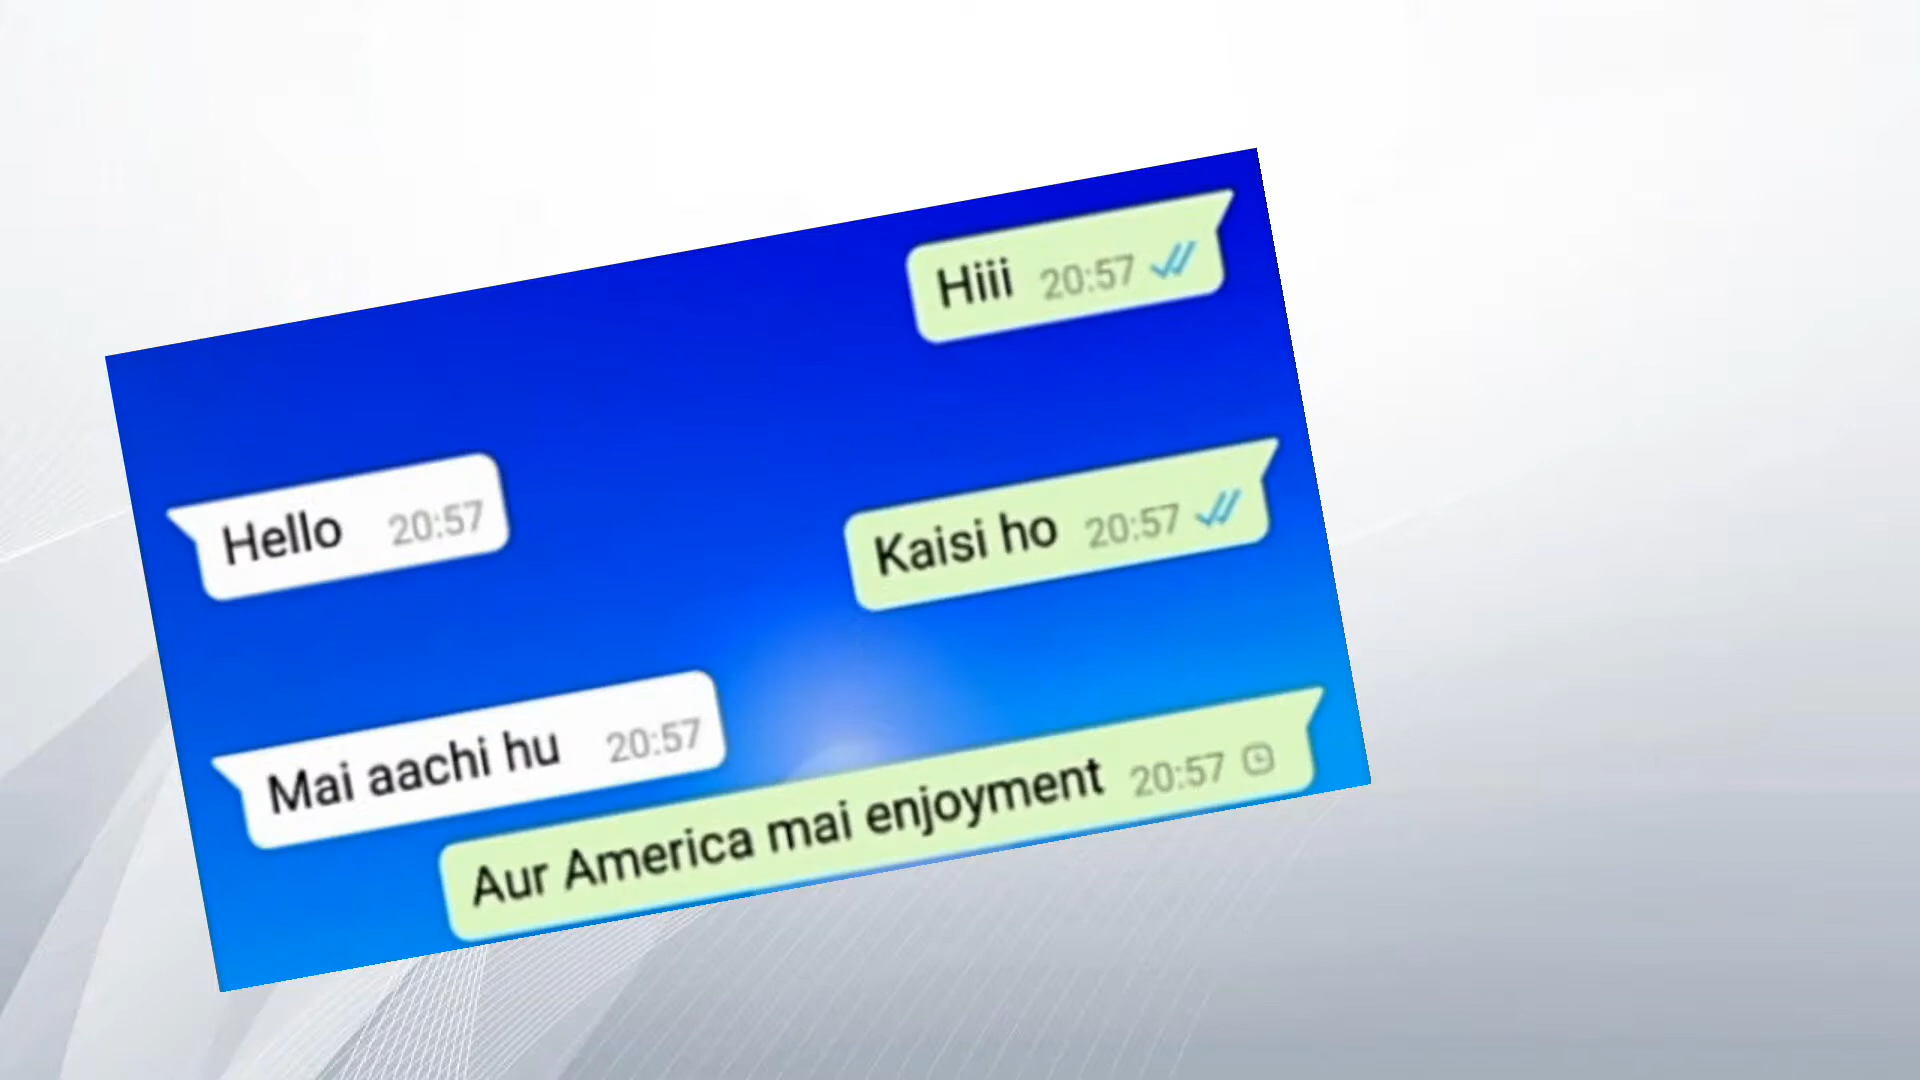 Hiii 20:57
Hello 20:57
Kaisi ho 20:57
Mai aachi hu 20:57
Aur America mai enjoyment 20:57